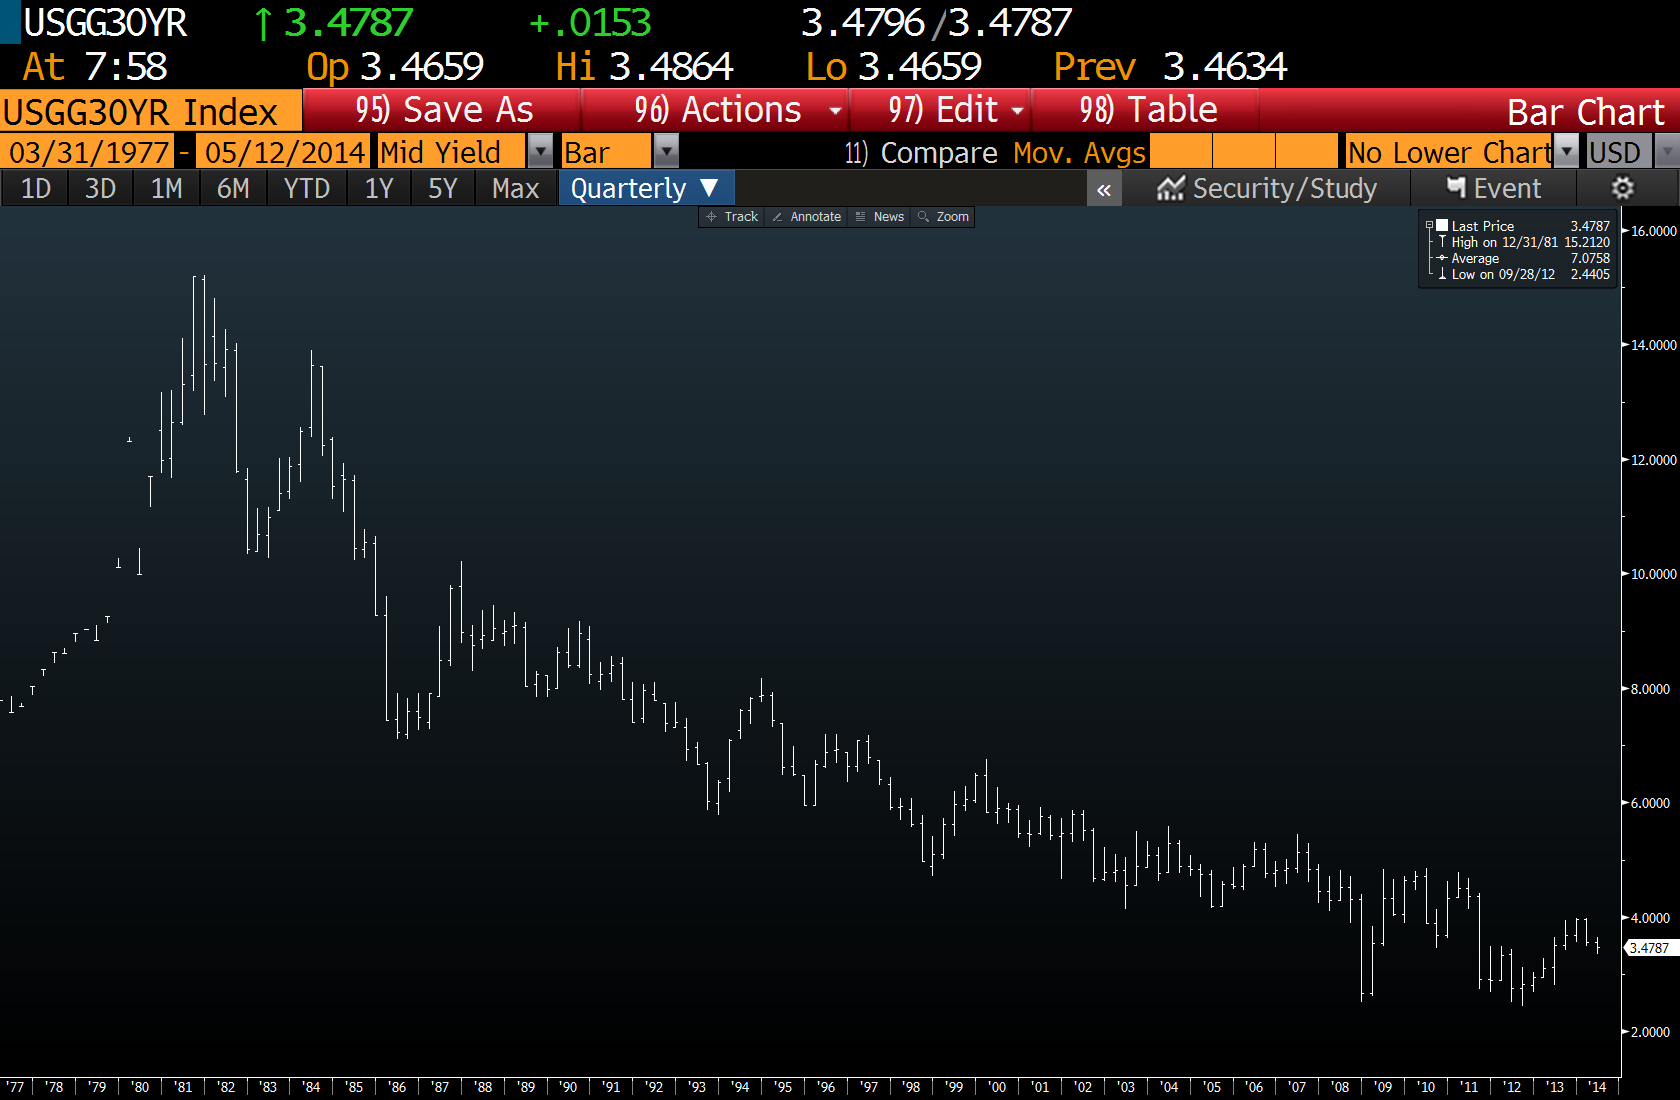 USGG30YR ↑ 3.4787 +.0153 3.4796/3.4787
At 7:58 Op 3.4659 Hi 3.4864 Lo 3.4659 Prev 3.4634
USGG30YR Index 95) Save As 96) Actions 97) Edit 98) Table Bar Chart
03/31/1977 - 05/12/2014 Mid Yield Bar 11) Compare Mov. Avgs No Lower Chart USD
1D 3D 1M 6M YTD 1Y 5Y Max Quarterly ▼ « Security/Study Event
Track Annotate News Zoom
Last Price 3.4787
High on 12/31/81 15.2120
Average 7.0758
Low on 09/28/12 2.4405
16.0000
14.0000
12.0000
10.0000
8.0000
6.0000
4.0000
3.4787
2.0000
'77 '78 '79 '80 '81 '82 '83 '84 '85 '86 '87 '88 '89 '90 '91 '92 '93 '94 '95 '96 '97 '98 '99 '00 '01 '02 '03 '04 '05 '06 '07 '08 '09 '10 '11 '12 '13 '14